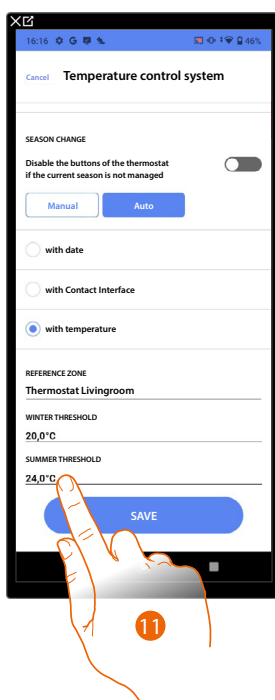 16:16 G 46%
Cancel Temperature control system
SEASON CHANGE
Disable the buttons of the thermostat
if the current season is not managed
Manual Auto
with date
with Contact Interface
with temperature
REFERENCE ZONE
Thermostat Livingroom
WINTER THRESHOLD
20,0°C
SUMMER THRESHOLD
24,0°C
SAVE
11